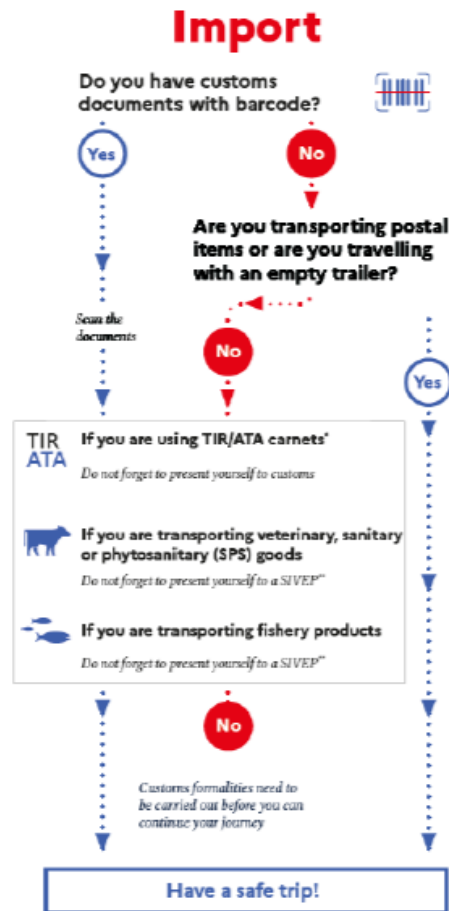 Import
Do you have customs
documents with barcode?
Yes
No
Are you transporting postal
items or are you travelling
with an empty trailer?
Scan the
documents
No
Yes
TIR
ATA
If you are using TIR/ATA carnets*
Do not forget to present yourself to customs
If you are transporting veterinary, sanitary
or phytosanitary (SPS) goods
Do not forget to present yourself to a SIVEP**
If you are transporting fishery products
Do not forget to present yourself to a SIVEP**
No
Customs formalities need to
be carried out before you can
continue your journey
Have a safe trip!